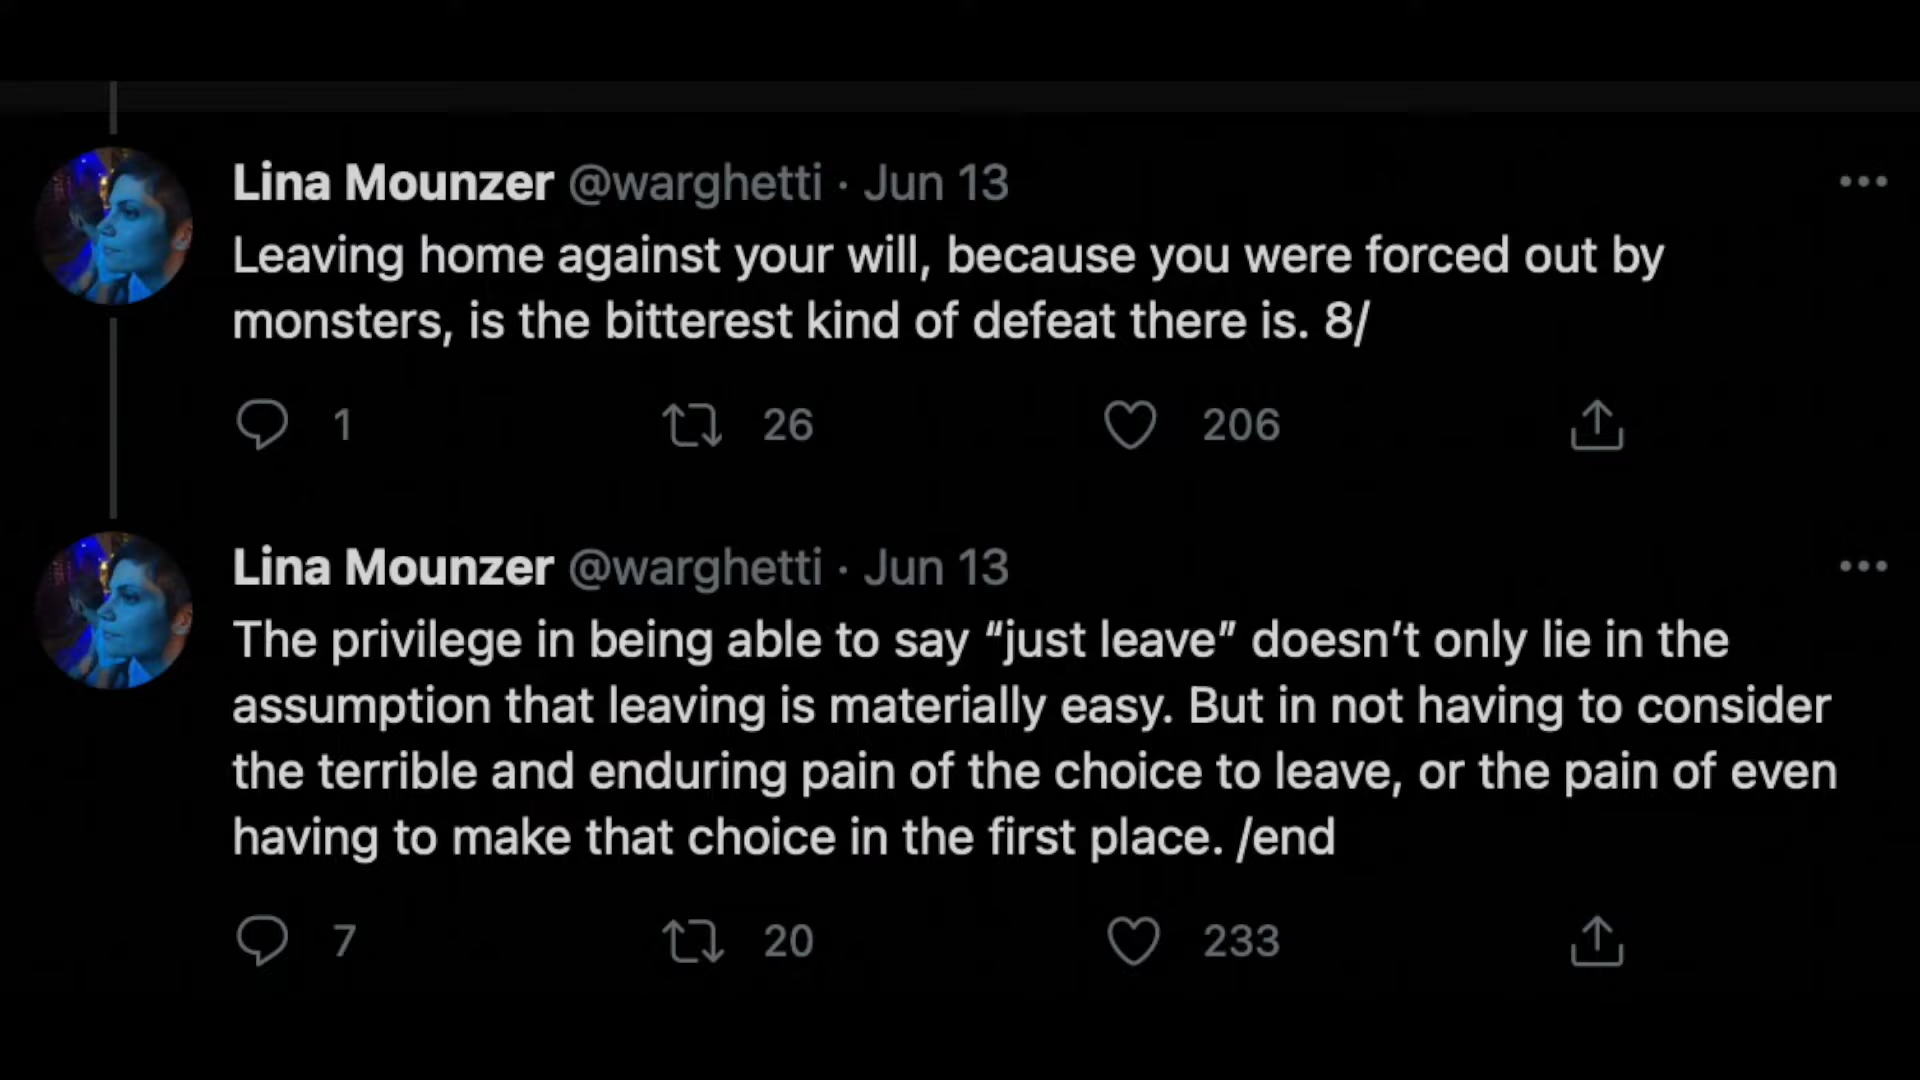 Lina Mounzer @warghetti · Jun 13
Leaving home against your will, because you were forced out by
monsters, is the bitterest kind of defeat there is. 8/
1 26 206
Lina Mounzer @warghetti · Jun 13
The privilege in being able to say “just leave” doesn’t only lie in the
assumption that leaving is materially easy. But in not having to consider
the terrible and enduring pain of the choice to leave, or the pain of even
having to make that choice in the first place. /end
7 20 233